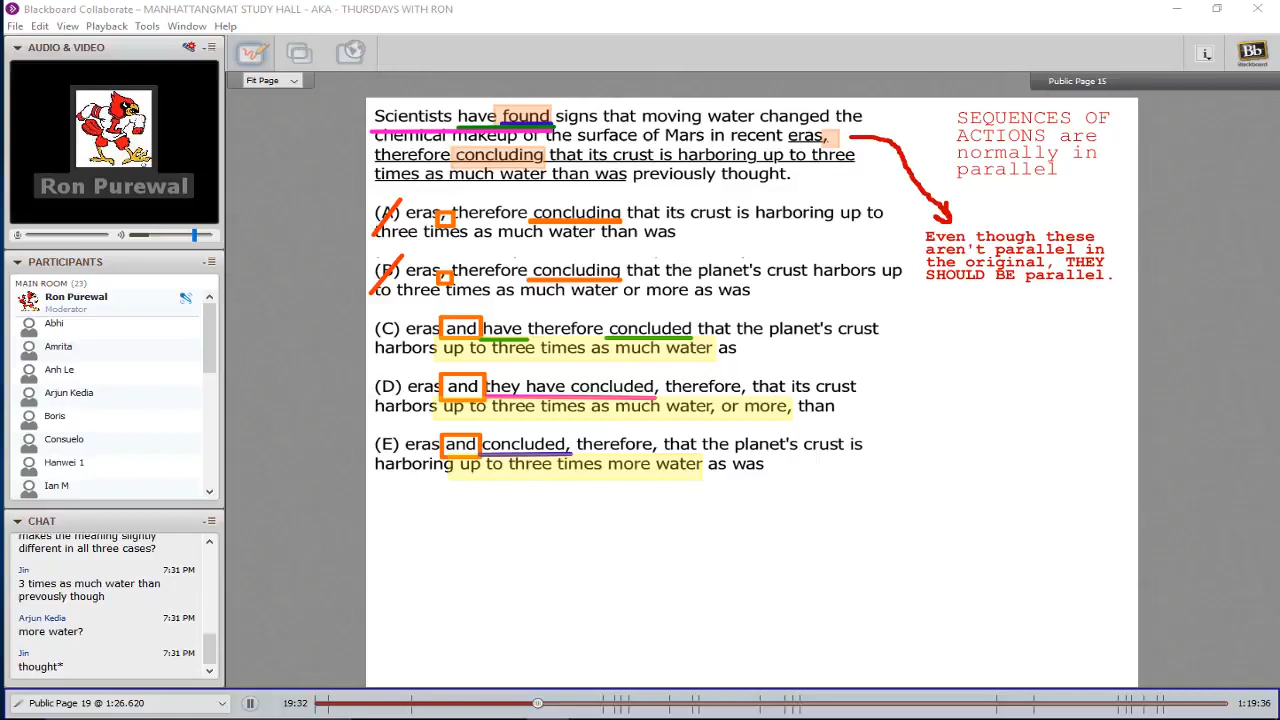 Blackboard Collaborate – MANHATTANGMAT STUDY HALL - AKA - THURSDAYS WITH RON
File Edit View Playback Tools Window Help
AUDIO & VIDEO
Ron Purewal
PARTICIPANTS
MAIN ROOM (23)
Ron Purewal
Moderator
Abhi
Amrita
Anh Le
Arjun Kedia
Boris
Consuelo
Hanwei 1
Ian M
CHAT
makes the meaning slightly
different in all three cases?
Jin 7:31 PM
3 times as much water than
prevously though
Arjun Kedia 7:31 PM
more water?
Jin 7:31 PM
thought*
Fit Page
Public Page 15
Bb
Blackboard
Scientists have found signs that moving water changed the
chemical makeup of the surface of Mars in recent eras,
therefore concluding that its crust is harboring up to three
times as much water than was previously thought.
(A) eras, therefore concluding that its crust is harboring up to
three times as much water than was
(B) eras, therefore concluding that the planet's crust harbors up
to three times as much water or more as was
(C) eras and have therefore concluded that the planet's crust
harbors up to three times as much water as
(D) eras and they have concluded, therefore, that its crust
harbors up to three times as much water, or more, than
(E) eras and concluded, therefore, that the planet's crust is
harboring up to three times more water as was
SEQUENCES OF
ACTIONS are
normally in
parallel
Even though these
aren't parallel in
the original, THEY
SHOULD BE parallel.
Public Page 19 @ 1:26.620
19:32
1:19:36